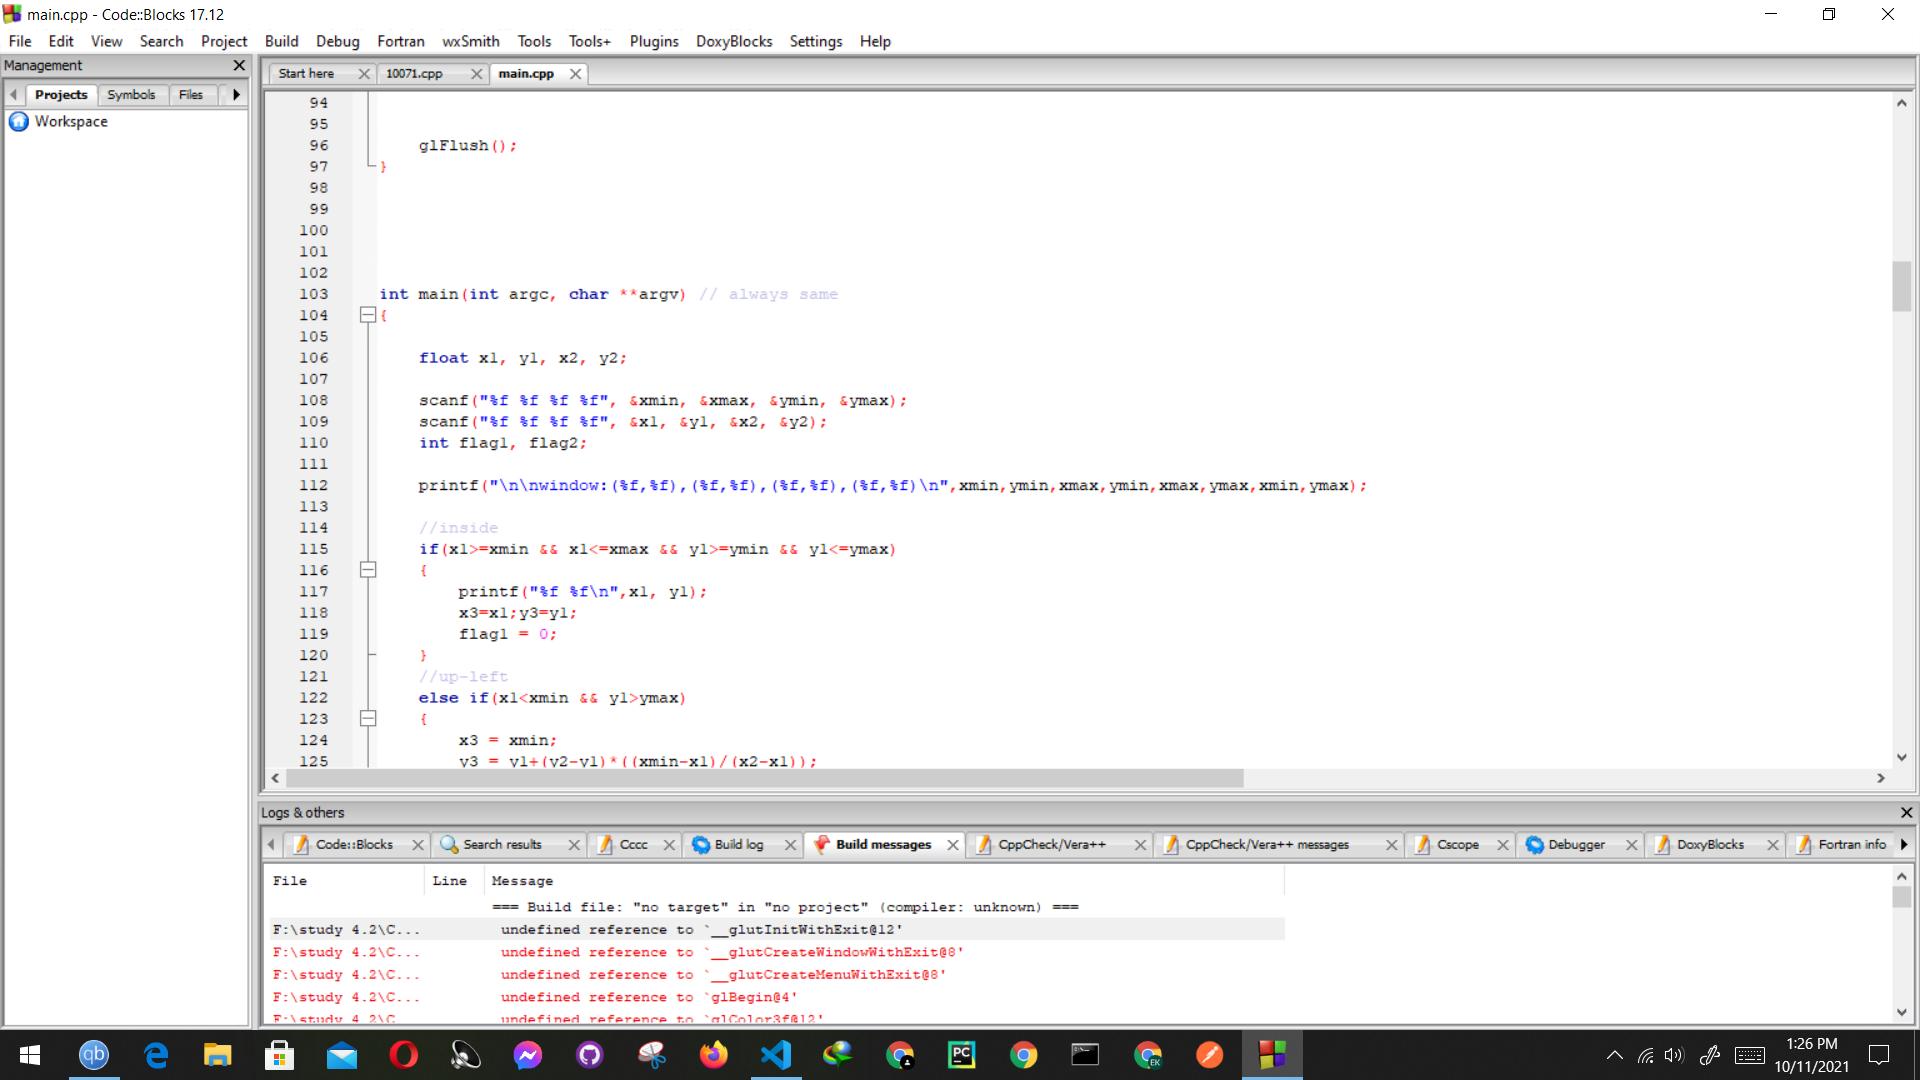 main.cpp - Code::Blocks 17.12
File Edit View Search Project Build Debug Fortran wxSmith Tools Tools+ Plugins DoxyBlocks Settings Help
Management
Start here 10071.cpp main.cpp
Projects Symbols Files
Workspace
94
95
96 glFlush();
97 }
98
99
100
101
102
103 int main(int argc, char **argv) // always same
104 {
105
106 float x1, y1, x2, y2;
107
108 scanf("%f %f %f %f", &xmin, &xmax, &ymin, &ymax);
109 scanf("%f %f %f %f", &x1, &y1, &x2, &y2);
110 int flag1, flag2;
111
112 printf("\n\nwindow:(%f,%f),(%f,%f),(%f,%f),(%f,%f)\n",xmin,ymin,xmax,ymin,xmax,ymax,xmin,ymax);
113
114 //inside
115 if(x1>=xmin && x1<=xmax && y1>=ymin && y1<=ymax)
116 {
117 printf("%f %f\n",x1, y1);
118 x3=x1;y3=y1;
119 flag1 = 0;
120 }
121 //up-left
122 else if(x1<xmin && y1>ymax)
123 {
124 x3 = xmin;
125 y3 = y1+(y2-y1)*((xmin-x1)/(x2-x1));
Logs & others
Code::Blocks Search results Cccc Build log Build messages CppCheck/Vera++ CppCheck/Vera++ messages Cscope Debugger DoxyBlocks Fortran info
File Line Message
=== Build file: "no target" in "no project" (compiler: unknown) ===
F:\study 4.2\C... undefined reference to `__glutInitWithExit@12'
F:\study 4.2\C... undefined reference to `__glutCreateWindowWithExit@8'
F:\study 4.2\C... undefined reference to `__glutCreateMenuWithExit@8'
F:\study 4.2\C... undefined reference to `glBegin@4'
F:\study 4.2\C... undefined reference to `glColor3f@12'
qb
PC
EK
1:26 PM
10/11/2021